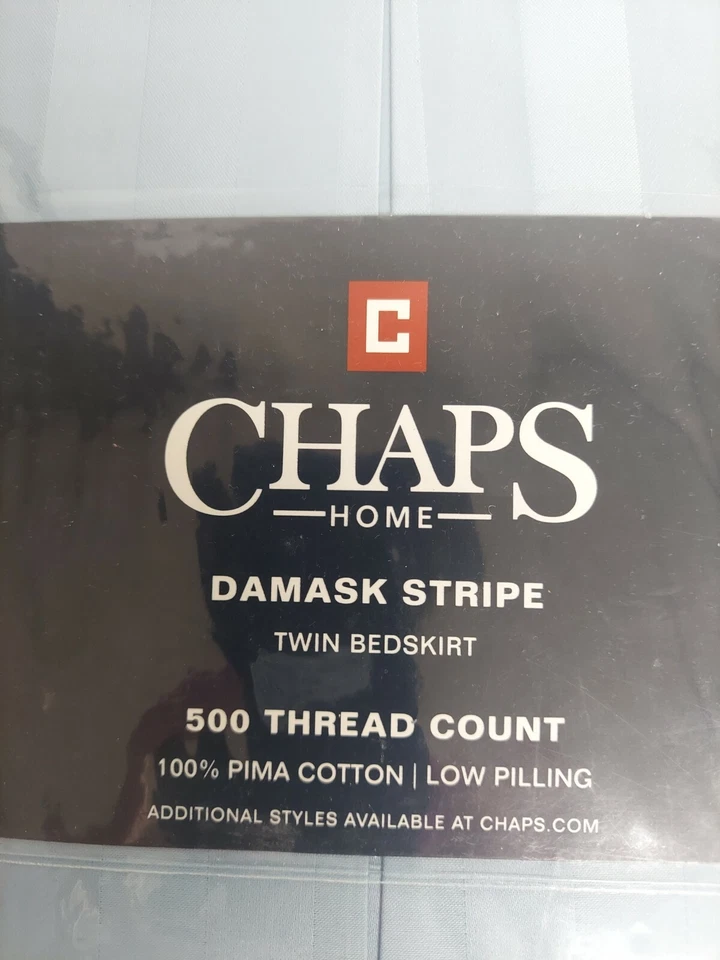 C
CHAPS
HOME
DAMASK STRIPE
TWIN BEDSKIRT
500 THREAD COUNT
100% PIMA COTTON | LOW PILLING
ADDITIONAL STYLES AVAILABLE AT CHAPS.COM